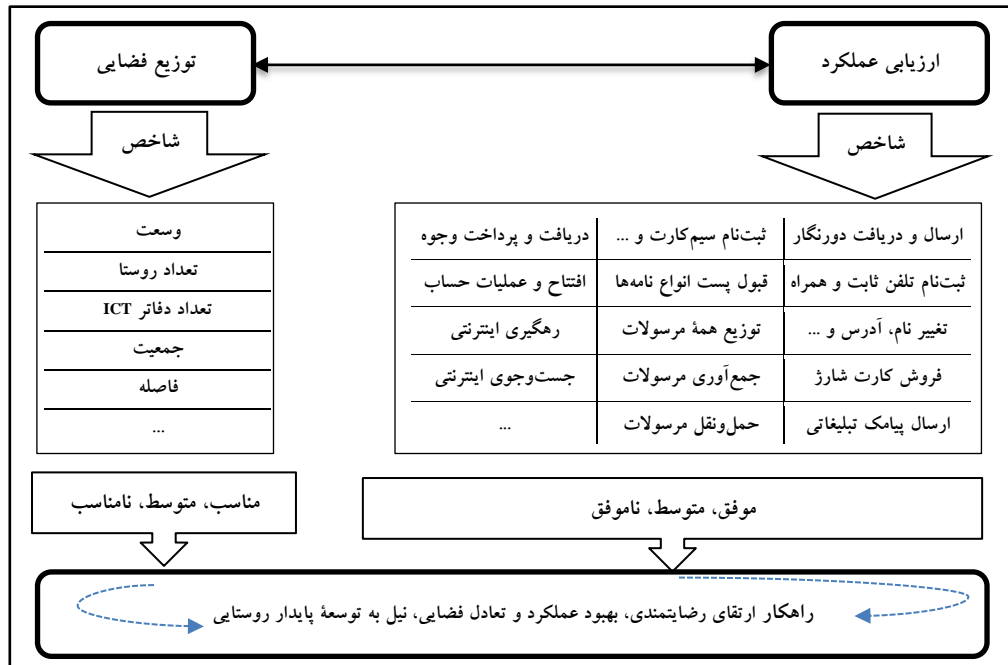 ارزیابی عملکرد
توزیع فضایی
شاخص
شاخص
ارسال و دریافت دورنگار
ثبت‌نام سیم‌کارت و ...
دریافت و پرداخت وجوه
ثبت‌نام تلفن ثابت و همراه
قبول پست انواع نامه‌ها
افتتاح و عملیات حساب
تغییر نام، آدرس و ...
توزیع همۀ مرسولات
رهگیری اینترنتی
فروش کارت شارژ
جمع‌آوری مرسولات
جست‌وجوی اینترنتی
ارسال پیامک تبلیغاتی
حمل‌ونقل مرسولات
...
وسعت
تعداد روستا
تعداد دفاتر ICT
جمعیت
فاصله
...
موفق، متوسط، ناموفق
مناسب، متوسط، نامناسب
راهکار ارتقای رضایتمندی، بهبود عملکرد و تعادل فضایی، نیل به توسعۀ پایدار روستایی